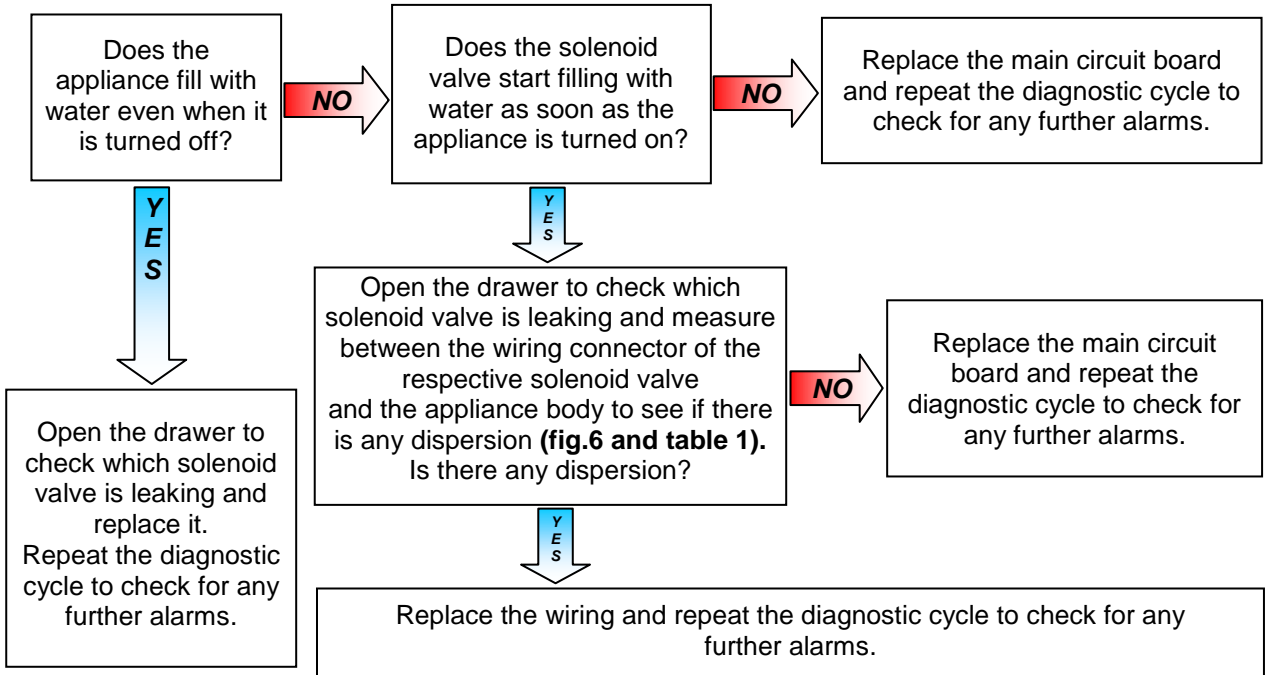 Does the
appliance fill with
water even when it
is turned off?
NO
Does the solenoid
valve start filling with
water as soon as the
appliance is turned on?
NO
Replace the main circuit board
and repeat the diagnostic cycle to
check for any further alarms.
YES
YES
Open the drawer to check which
solenoid valve is leaking and measure
between the wiring connector of the
respective solenoid valve
and the appliance body to see if there
is any dispersion (fig.6 and table 1).
Is there any dispersion?
NO
Replace the main circuit
board and repeat the
diagnostic cycle to check for
any further alarms.
Open the drawer to
check which solenoid
valve is leaking and
replace it.
Repeat the diagnostic
cycle to check for any
further alarms.
YES
Replace the wiring and repeat the diagnostic cycle to check for any
further alarms.